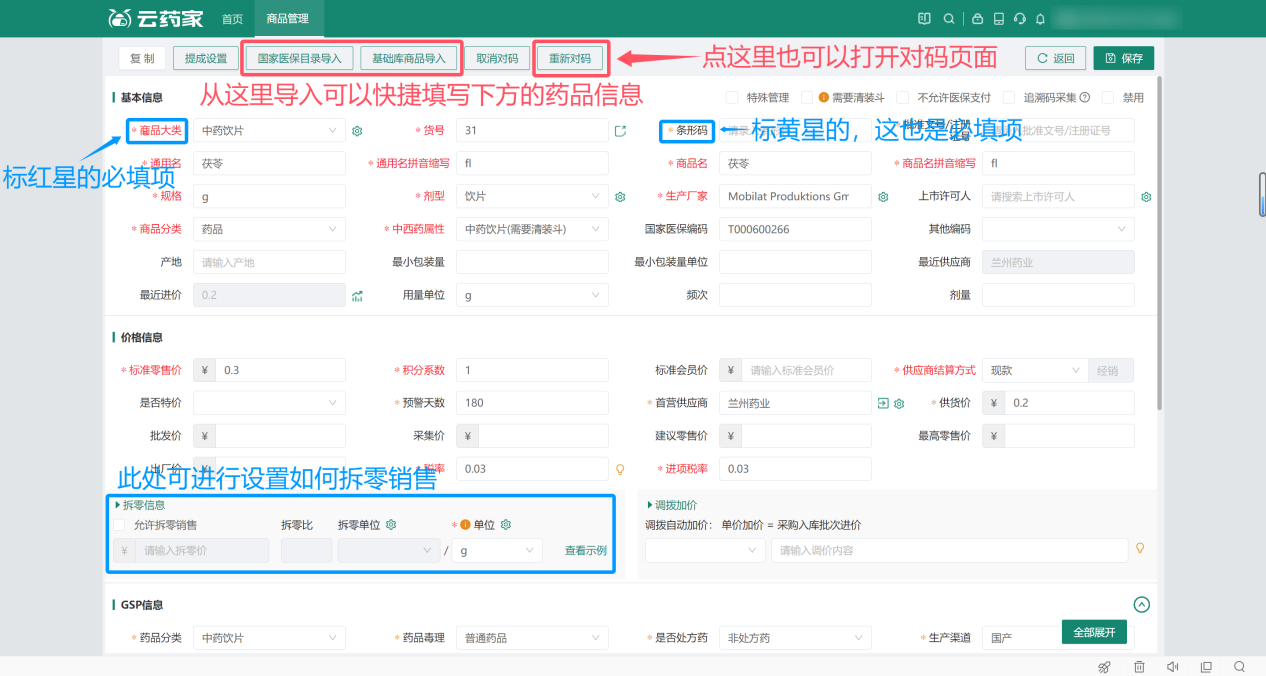 云药家 首页 商品管理
复制 提成设置 国家医保目录导入 基础库商品导入 取消对码 重新对码 点这里也可以打开对码页面 返回 保存
基本信息 从这里导入可以快捷填写下方的药品信息 特殊管理 需要清装斗 不允许医保支付 追溯码采集 禁用
* 商品大类 中药饮片 * 货号 31 * 条形码 标黄星的，这也是必填项 批准文号/注册证号 请输入批准文号/注册证号
* 通用名 茯苓 * 通用名拼音缩写 fl * 商品名 茯苓 * 商品名拼音缩写 fl
标红星的必填项
* 规格 g * 剂型 饮片 * 生产厂家 Mobilat Produktions Gm 上市许可人 请搜索上市许可人
* 商品分类 药品 * 中西药属性 中药饮片(需要清装斗) 国家医保编码 T000600266 其他编码
产地 请输入产地 最小包装量 最小包装量单位 最近供应商 兰州药业
最近进价 0.2 用量单位 g 频次 剂量
价格信息
* 标准零售价 ¥ 0.3 * 积分系数 1 标准会员价 ¥ 请输入标准会员价 * 供应商结算方式 现款 经销
是否特价 * 预警天数 180 * 首营供应商 兰州药业 * 供货价 ¥ 0.2
批发价 ¥ 采集价 ¥ 建议零售价 ¥ 最高零售价 ¥
出厂价 ¥ * 税率 0.03 * 进项税率 0.03
此处可进行设置如何拆零销售
拆零信息 调拨加价
允许拆零销售 拆零比 拆零单位 * 单位 调拨自动加价： 单价加价 = 采购入库批次进价
¥ 请输入拆零价 / g 查看示例 请输入调价内容
GSP信息
* 药品分类 中药饮片 * 药品毒理 普通药品 * 是否处方药 非处方药 * 生产渠道 国产 全部展开